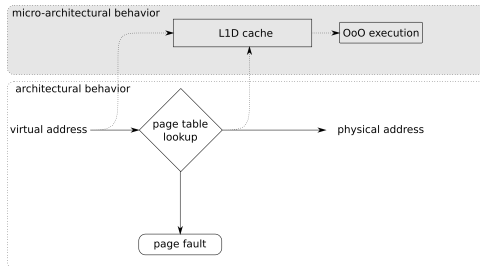 micro-architectural behavior
L1D cache
OoO execution
architectural behavior
virtual address
page table
lookup
physical address
page fault